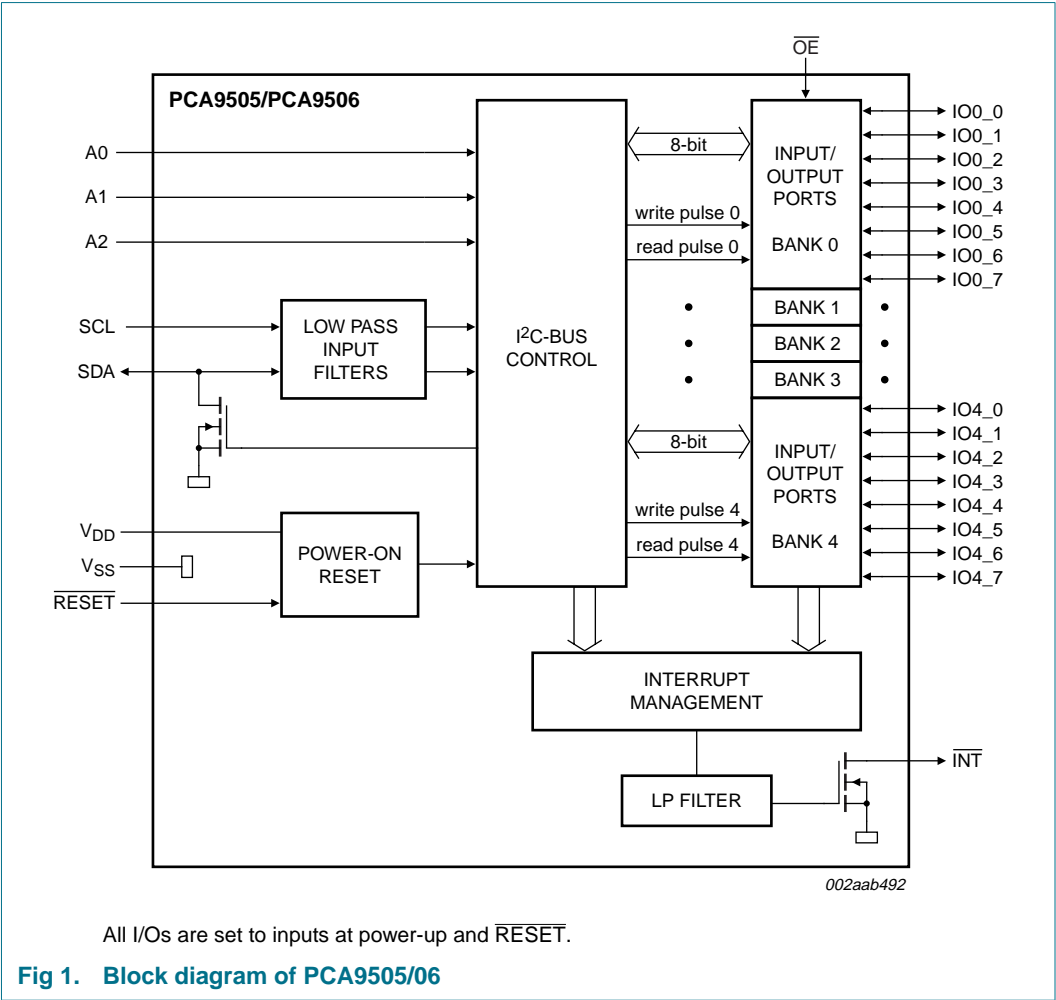 OE
PCA9505/PCA9506
A0
A1
A2
SCL
SDA
VDD
VSS
RESET
LOW PASS
INPUT
FILTERS
POWER-ON
RESET
I2C-BUS
CONTROL
8-bit
write pulse 0
read pulse 0
8-bit
write pulse 4
read pulse 4
INPUT/
OUTPUT
PORTS
BANK 0
BANK 1
BANK 2
BANK 3
INPUT/
OUTPUT
PORTS
BANK 4
IO0_0
IO0_1
IO0_2
IO0_3
IO0_4
IO0_5
IO0_6
IO0_7
IO4_0
IO4_1
IO4_2
IO4_3
IO4_4
IO4_5
IO4_6
IO4_7
INTERRUPT
MANAGEMENT
LP FILTER
INT
002aab492
All I/Os are set to inputs at power-up and RESET.
Fig 1. Block diagram of PCA9505/06